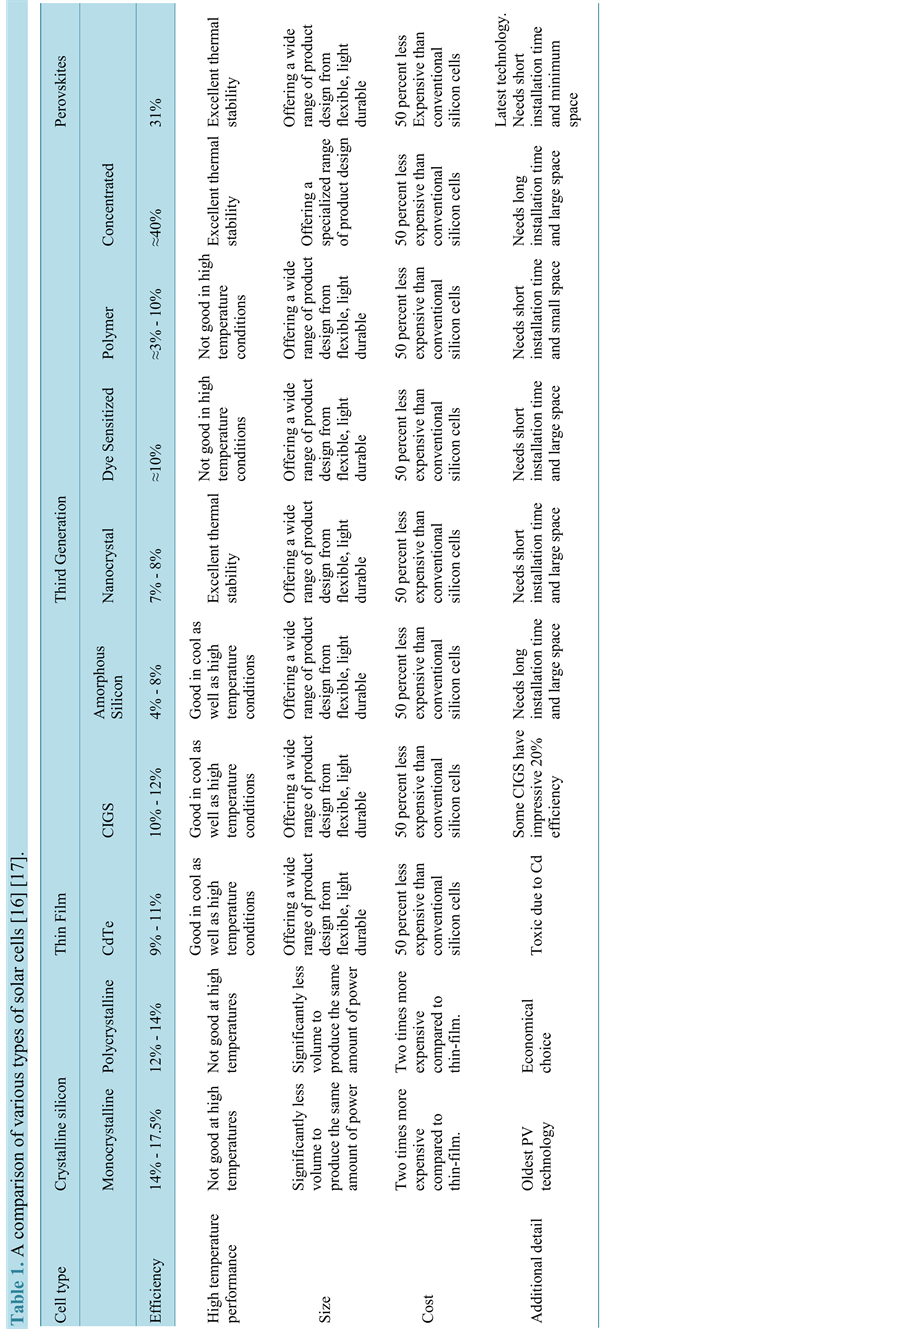 Table 1. A comparison of various types of solar cells [16] [17].
Cell type Crystalline silicon Thin Film Third Generation Perovskites
Monocrystalline Polycrystalline CdTe CIGS Amorphous Silicon Nanocrystal Dye Sensitized Polymer Concentrated
Efficiency 14% - 17.5% 12% - 14% 9% - 11% 10% - 12% 4% - 8% 7% - 8% ≈10% ≈3% - 10% ≈40% 31%
High temperature
performance
Not good at high
temperatures
Not good at high
temperatures
Good in cool as
well as high
temperature
conditions
Good in cool as
well as high
temperature
conditions
Good in cool as
well as high
temperature
conditions
Excellent thermal
stability
Not good in high
temperature
conditions
Not good in high
temperature
conditions
Excellent thermal
stability
Excellent thermal
stability
Size
Significantly less
volume to
produce the same
amount of power
Significantly less
volume to
produce the same
amount of power
Offering a wide
range of product
design from
flexible, light
durable
Offering a wide
range of product
design from
flexible, light
durable
Offering a wide
range of product
design from
flexible, light
durable
Offering a wide
range of product
design from
flexible, light
durable
Offering a wide
range of product
design from
flexible, light
durable
Offering a wide
range of product
design from
flexible, light
durable
Offering a
specialized range
of product design
Offering a wide
range of product
design from
flexible, light
durable
Cost
Two times more
expensive
compared to
thin-film.
Two times more
expensive
compared to
thin-film.
50 percent less
expensive than
conventional
silicon cells
50 percent less
expensive than
conventional
silicon cells
50 percent less
expensive than
conventional
silicon cells
50 percent less
expensive than
conventional
silicon cells
50 percent less
expensive than
conventional
silicon cells
50 percent less
expensive than
conventional
silicon cells
50 percent less
expensive than
conventional
silicon cells
50 percent less
Expensive than
conventional
silicon cells
Additional detail
Oldest PV
technology
Economical
choice
Toxic due to Cd
Some CIGS have
impressive 20%
efficiency
Needs long
installation time
and large space
Needs short
installation time
and large space
Needs short
installation time
and large space
Needs short
installation time
and small space
Needs long
installation time
and large space
Latest technology.
Needs short
installation time
and minimum
space